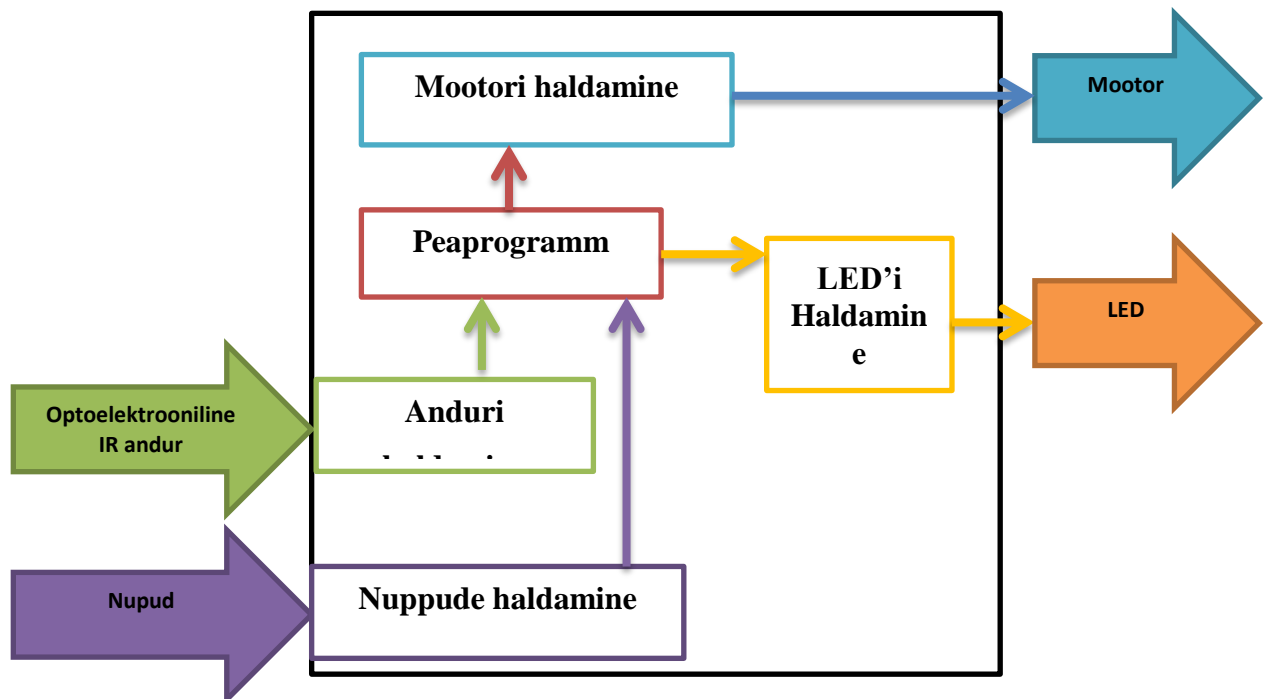 Mootori haldamine
Mootor
Peaprogramm
LED’i
Haldamin
e
LED
Optoelektrooniline
IR andur
Anduri
Nupud
Nuppude haldamine